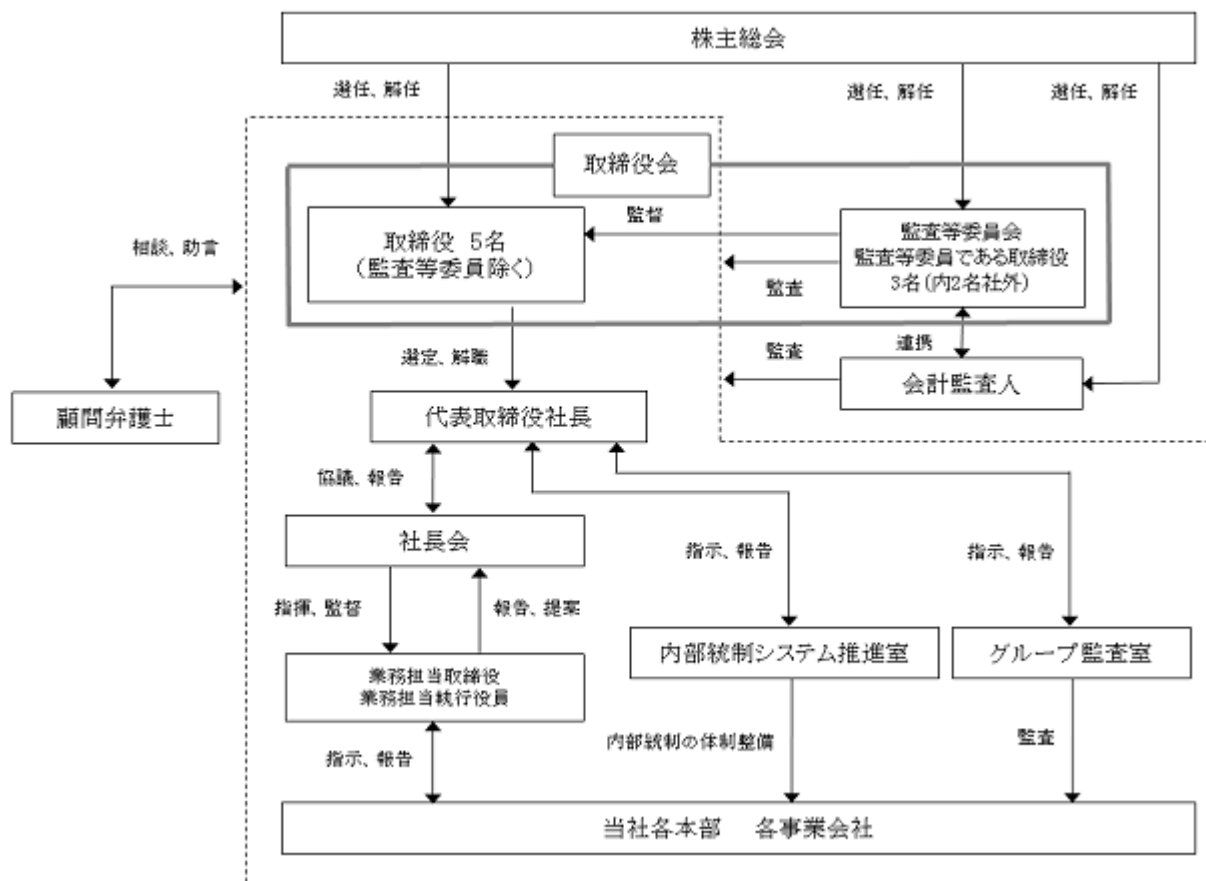 株主総会
選任、解任
選任、解任
選任、解任
取締役会
監督
取締役 5名
（監査等委員除く）
監査等委員会
監査等委員である取締役
3名（内2名社外）
相談、助言
監査
連携
監査
選定、解職
会計監査人
顧問弁護士
代表取締役社長
協議、報告
社長会
指示、報告
指示、報告
指揮、監督
報告、提案
内部統制システム推進室
グループ監査室
業務担当取締役
業務担当執行役員
指示、報告
内部統制の体制整備
監査
当社各本部 各事業会社